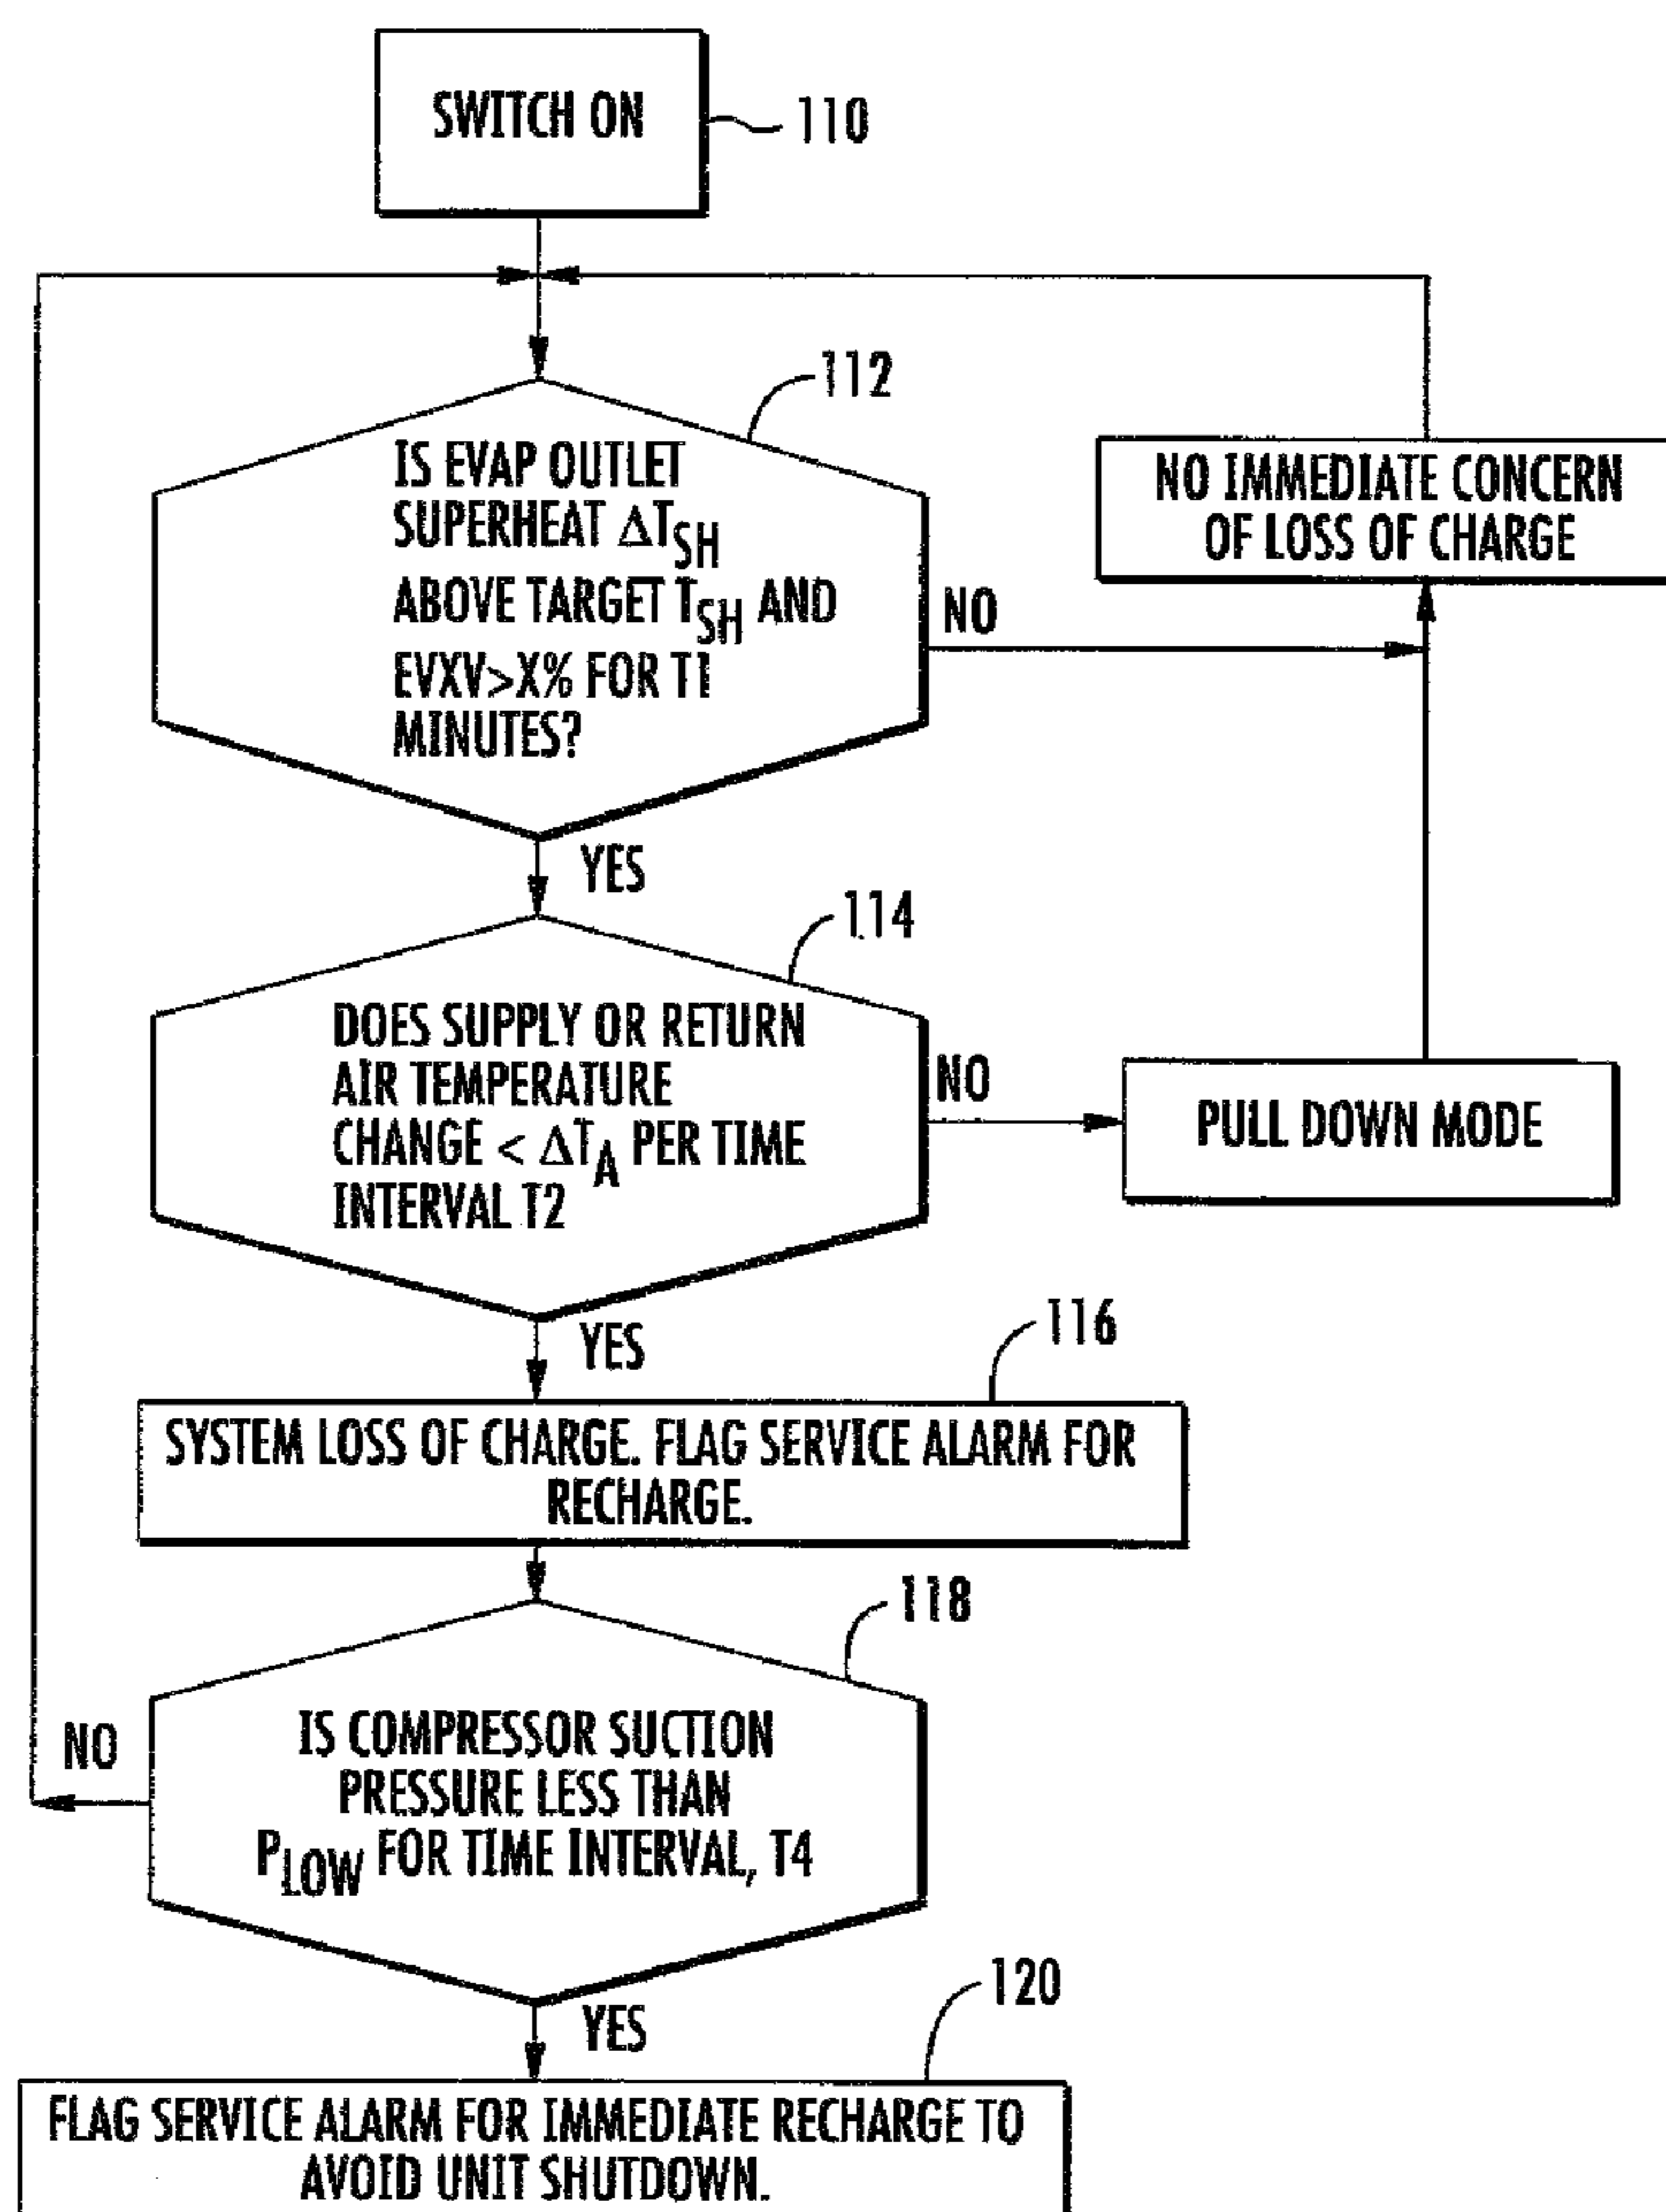 SWITCH ON
110
112
IS EVAP OUTLET
SUPERHEAT ΔTSH
ABOVE TARGET TSH AND
EVXV>X% FOR T1
MINUTES?
NO
NO IMMEDIATE CONCERN
OF LOSS OF CHARGE
YES
114
DOES SUPPLY OR RETURN
AIR TEMPERATURE
CHANGE < ΔTA PER TIME
INTERVAL T2
NO
PULL DOWN MODE
YES
116
SYSTEM LOSS OF CHARGE. FLAG SERVICE ALARM FOR
RECHARGE.
118
IS COMPRESSOR SUCTION
PRESSURE LESS THAN
PLOW FOR TIME INTERVAL, T4
NO
YES
120
FLAG SERVICE ALARM FOR IMMEDIATE RECHARGE TO
AVOID UNIT SHUTDOWN.